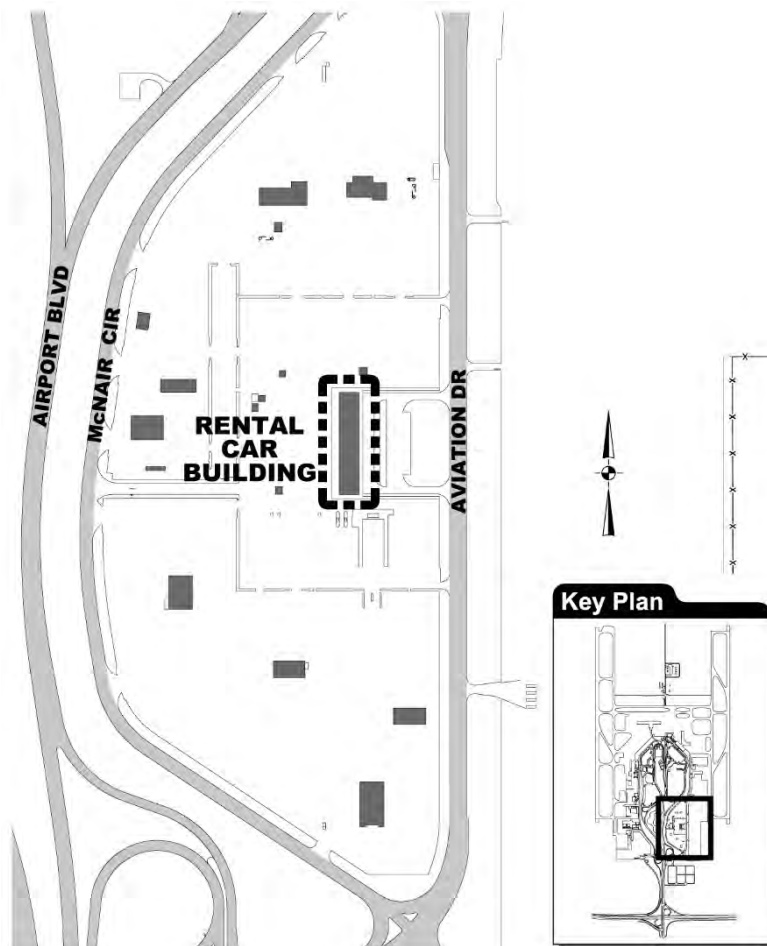 AIRPORT BLVD
McNAIR CIR
RENTAL
CAR
BUILDING
AVIATION DR
Key Plan